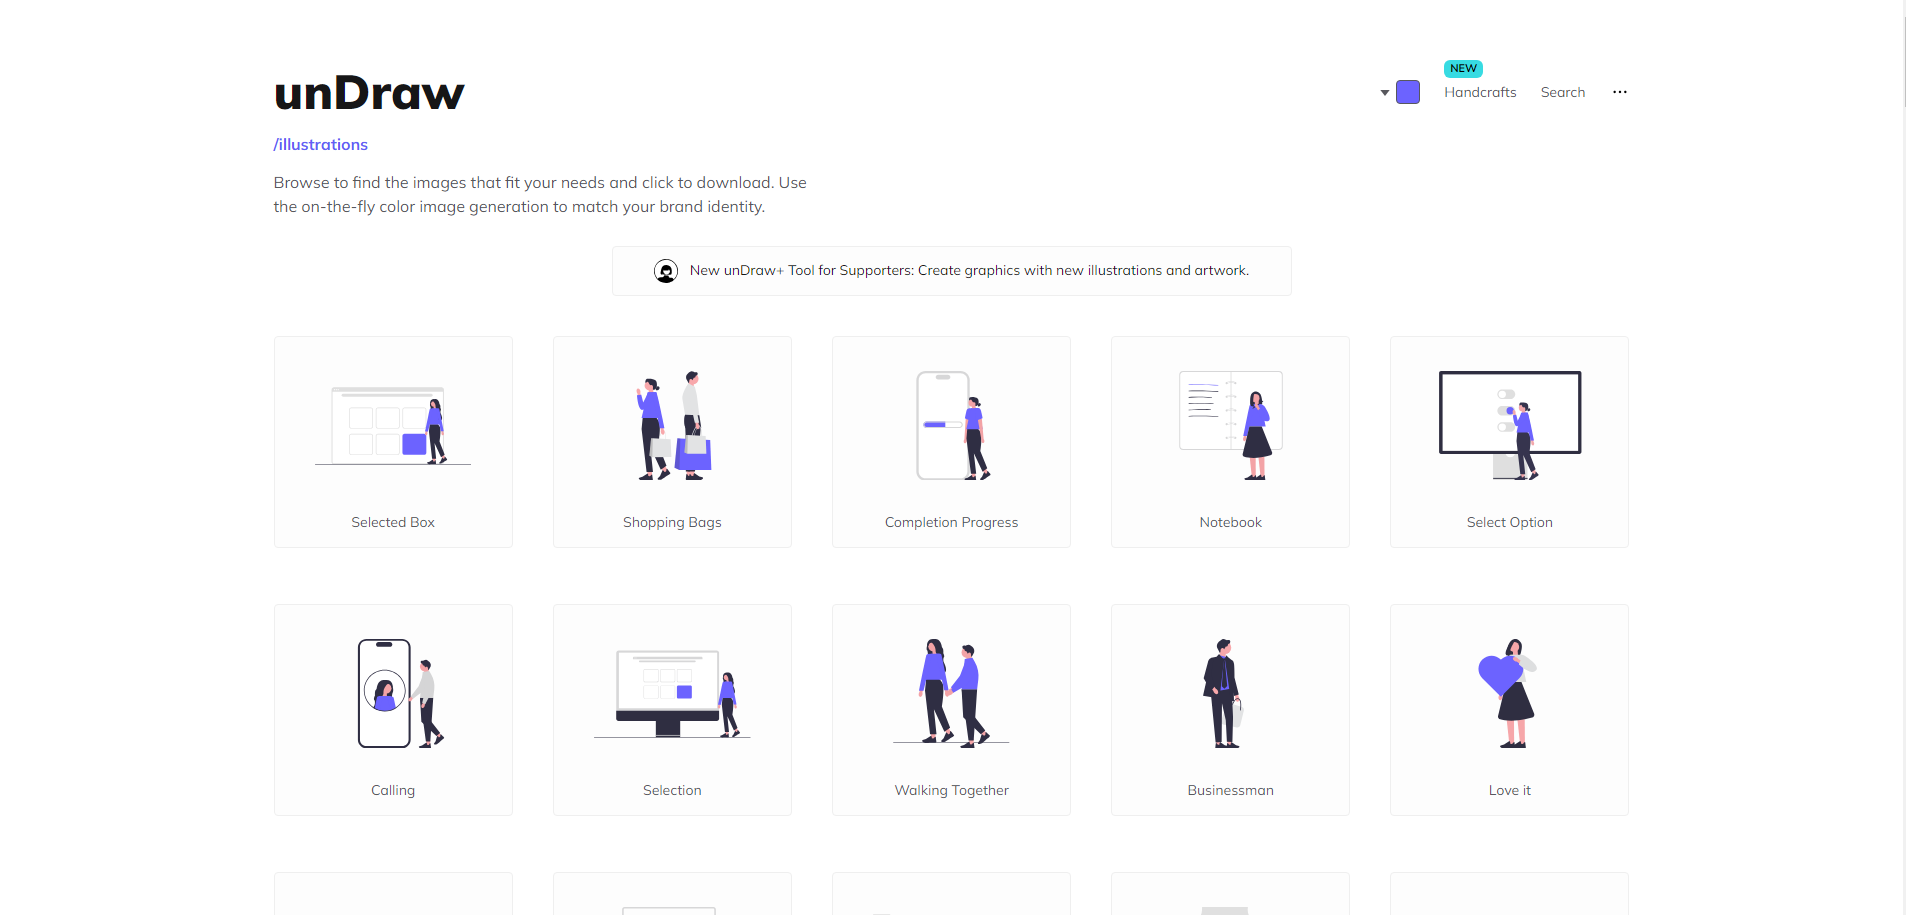 unDraw
NEW
Handcrafts
Search
/illustrations
Browse to find the images that fit your needs and click to download. Use
the on-the-fly color image generation to match your brand identity.
New unDraw+ Tool for Supporters: Create graphics with new illustrations and artwork.
Selected Box
Shopping Bags
Completion Progress
Notebook
Select Option
Calling
Selection
Walking Together
Businessman
Love it